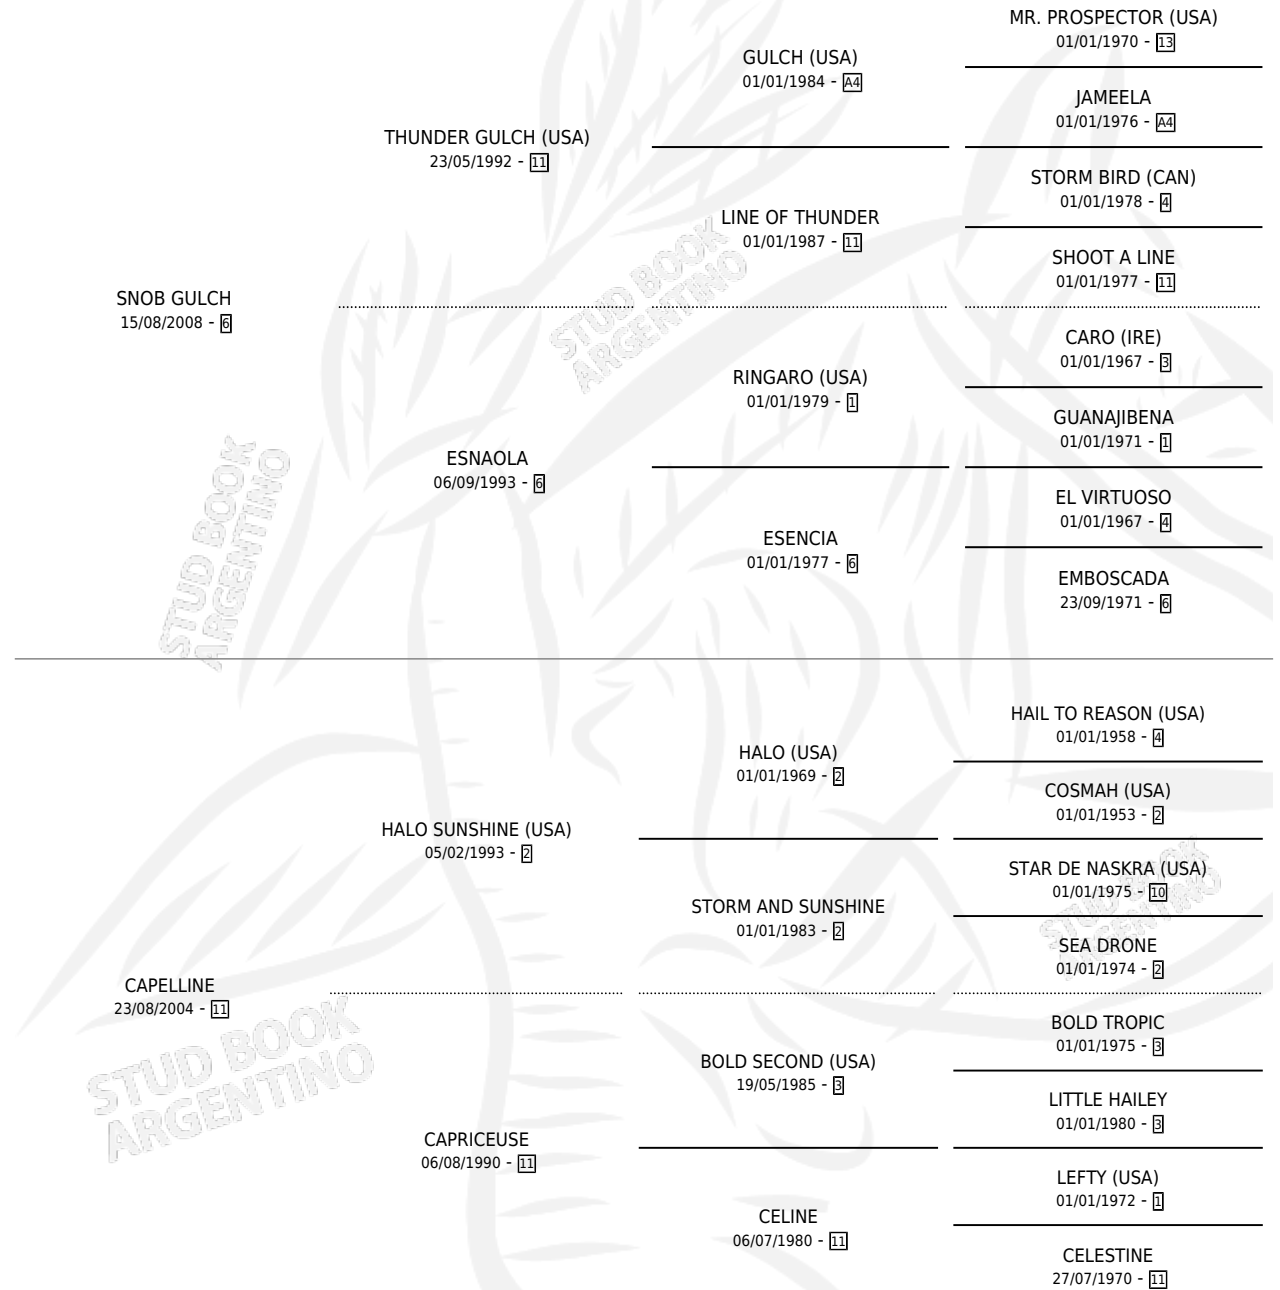 MR. PROSPECTOR (USA)
01/01/1970 - 13
GULCH (USA)
01/01/1984 - A4
JAMEELA
01/01/1976 - A4
THUNDER GULCH (USA)
23/05/1992 - 11
STORM BIRD (CAN)
01/01/1978 - 4
LINE OF THUNDER
01/01/1987 - 11
SHOOT A LINE
01/01/1977 - 11
SNOB GULCH
15/08/2008 - 6
CARO (IRE)
01/01/1967 - 3
RINGARO (USA)
01/01/1979 - 1
GUANAJIBENA
01/01/1971 - 1
ESNAOLA
06/09/1993 - 6
EL VIRTUOSO
01/01/1967 - 4
ESENCIA
01/01/1977 - 6
EMBOSCADA
23/09/1971 - 6
STUD BOOK
ARGENTINO
STUD BOOK
ARGENTINO
HAIL TO REASON (USA)
01/01/1958 - 4
HALO (USA)
01/01/1969 - 2
COSMAH (USA)
01/01/1953 - 2
HALO SUNSHINE (USA)
05/02/1993 - 2
STAR DE NASKRA (USA)
01/01/1975 - 10
STORM AND SUNSHINE
01/01/1983 - 2
SEA DRONE
01/01/1974 - 2
CAPELLINE
23/08/2004 - 11
BOLD TROPIC
01/01/1975 - 3
BOLD SECOND (USA)
19/05/1985 - 3
LITTLE HAILEY
01/01/1980 - 3
CAPRICEUSE
06/08/1990 - 11
LEFTY (USA)
01/01/1972 - 1
CELINE
06/07/1980 - 11
CELESTINE
27/07/1970 - 11
STUD BOOK
ARGENTINO
STUD BOOK
ARGENTINO